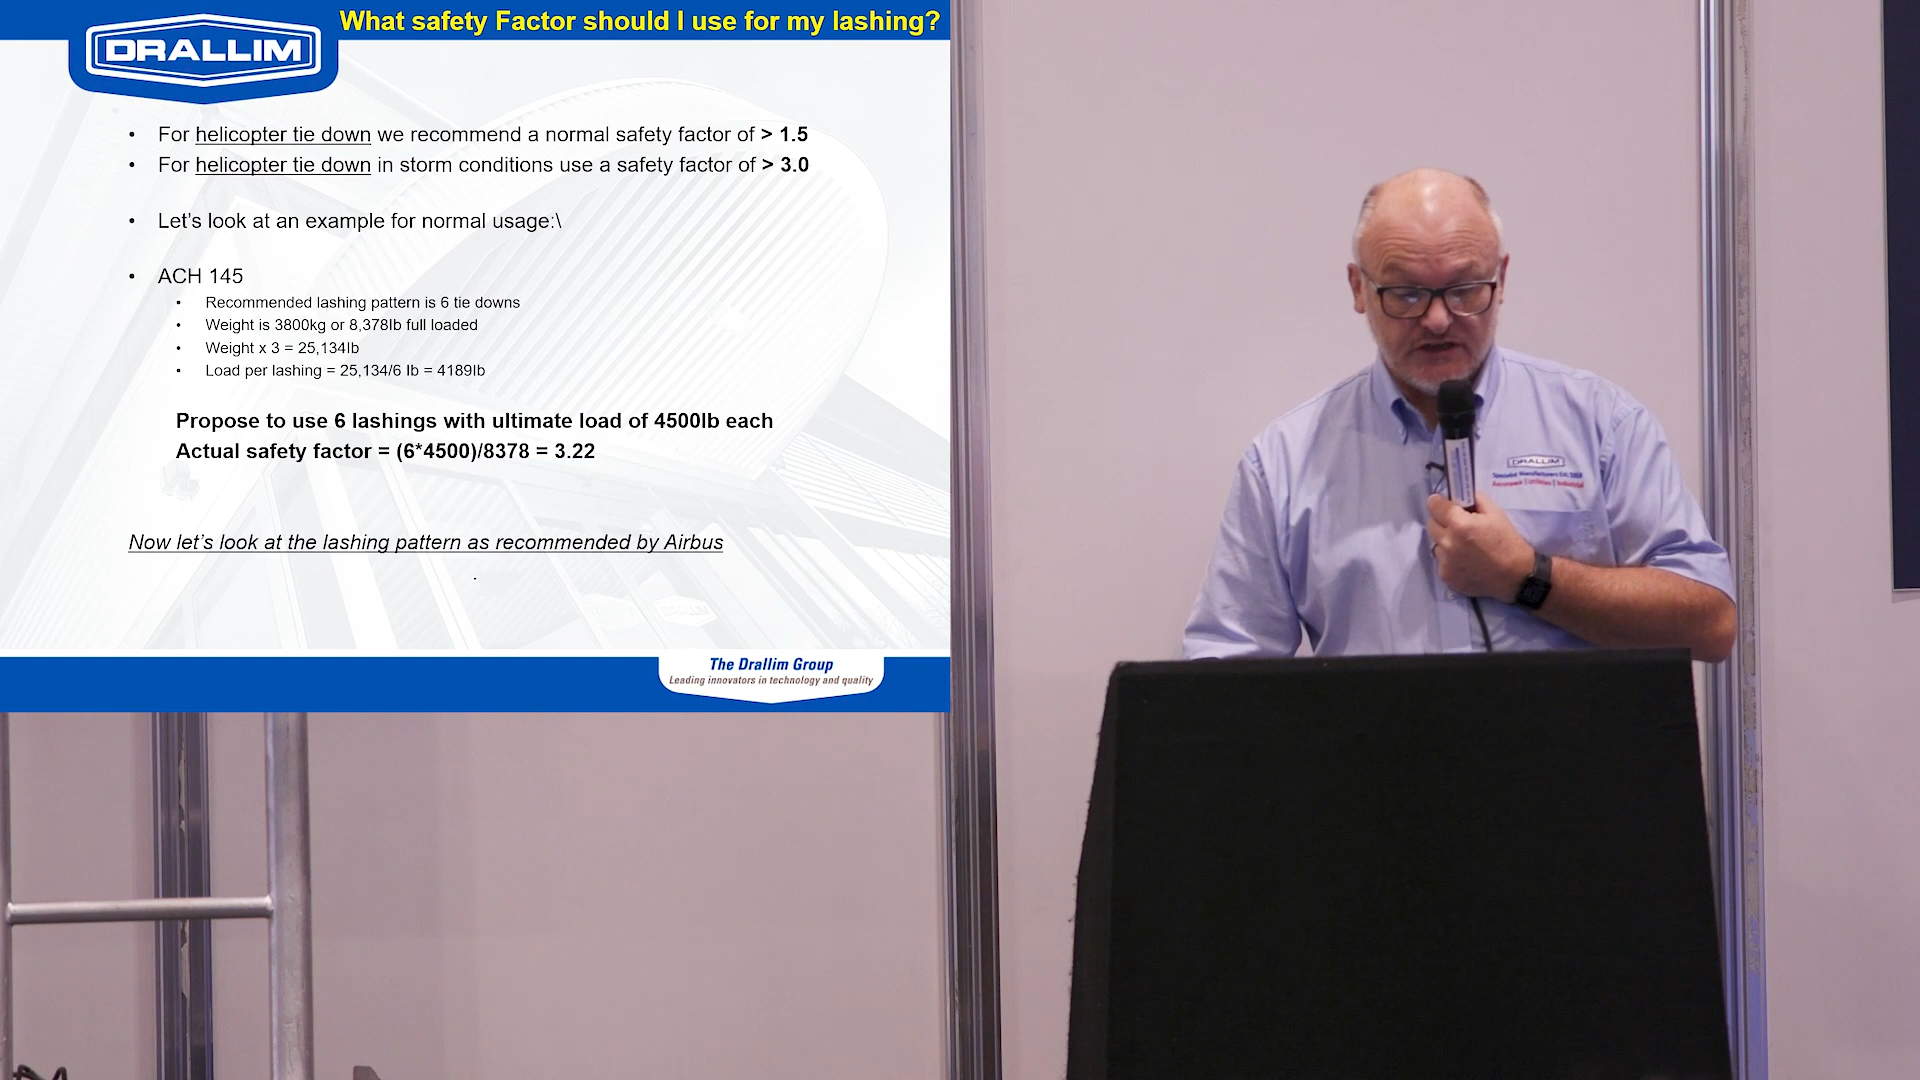 What safety Factor should I use for my lashing?
DRALLIM
• For helicopter tie down we recommend a normal safety factor of > 1.5
• For helicopter tie down in storm conditions use a safety factor of > 3.0
• Let's look at an example for normal usage:\
• ACH 145
• Recommended lashing pattern is 6 tie downs
• Weight is 3800kg or 8,378lb full loaded
• Weight x 3 = 25,134lb
• Load per lashing = 25,134/6 lb = 4189lb
Propose to use 6 lashings with ultimate load of 4500lb each
Actual safety factor = (6*4500)/8378 = 3.22
Now let's look at the lashing pattern as recommended by Airbus
.
The Drallim Group
Leading innovators in technology and quality
DRALLIM
Aerospace | Utilities | Industrial